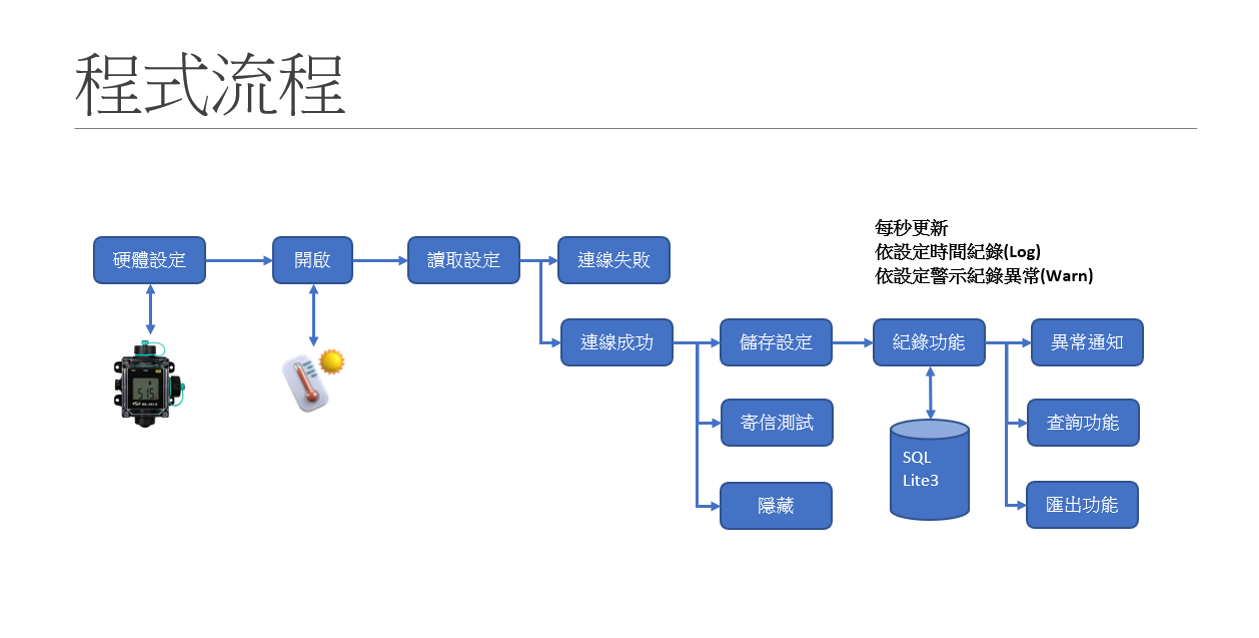 程式流程
每秒更新
依設定時間紀錄(Log)
依設定警示紀錄異常(Warn)
硬體設定
開啟
讀取設定
連線失敗
連線成功
儲存設定
紀錄功能
異常通知
寄信測試
查詢功能
SQL
Lite3
隱藏
匯出功能